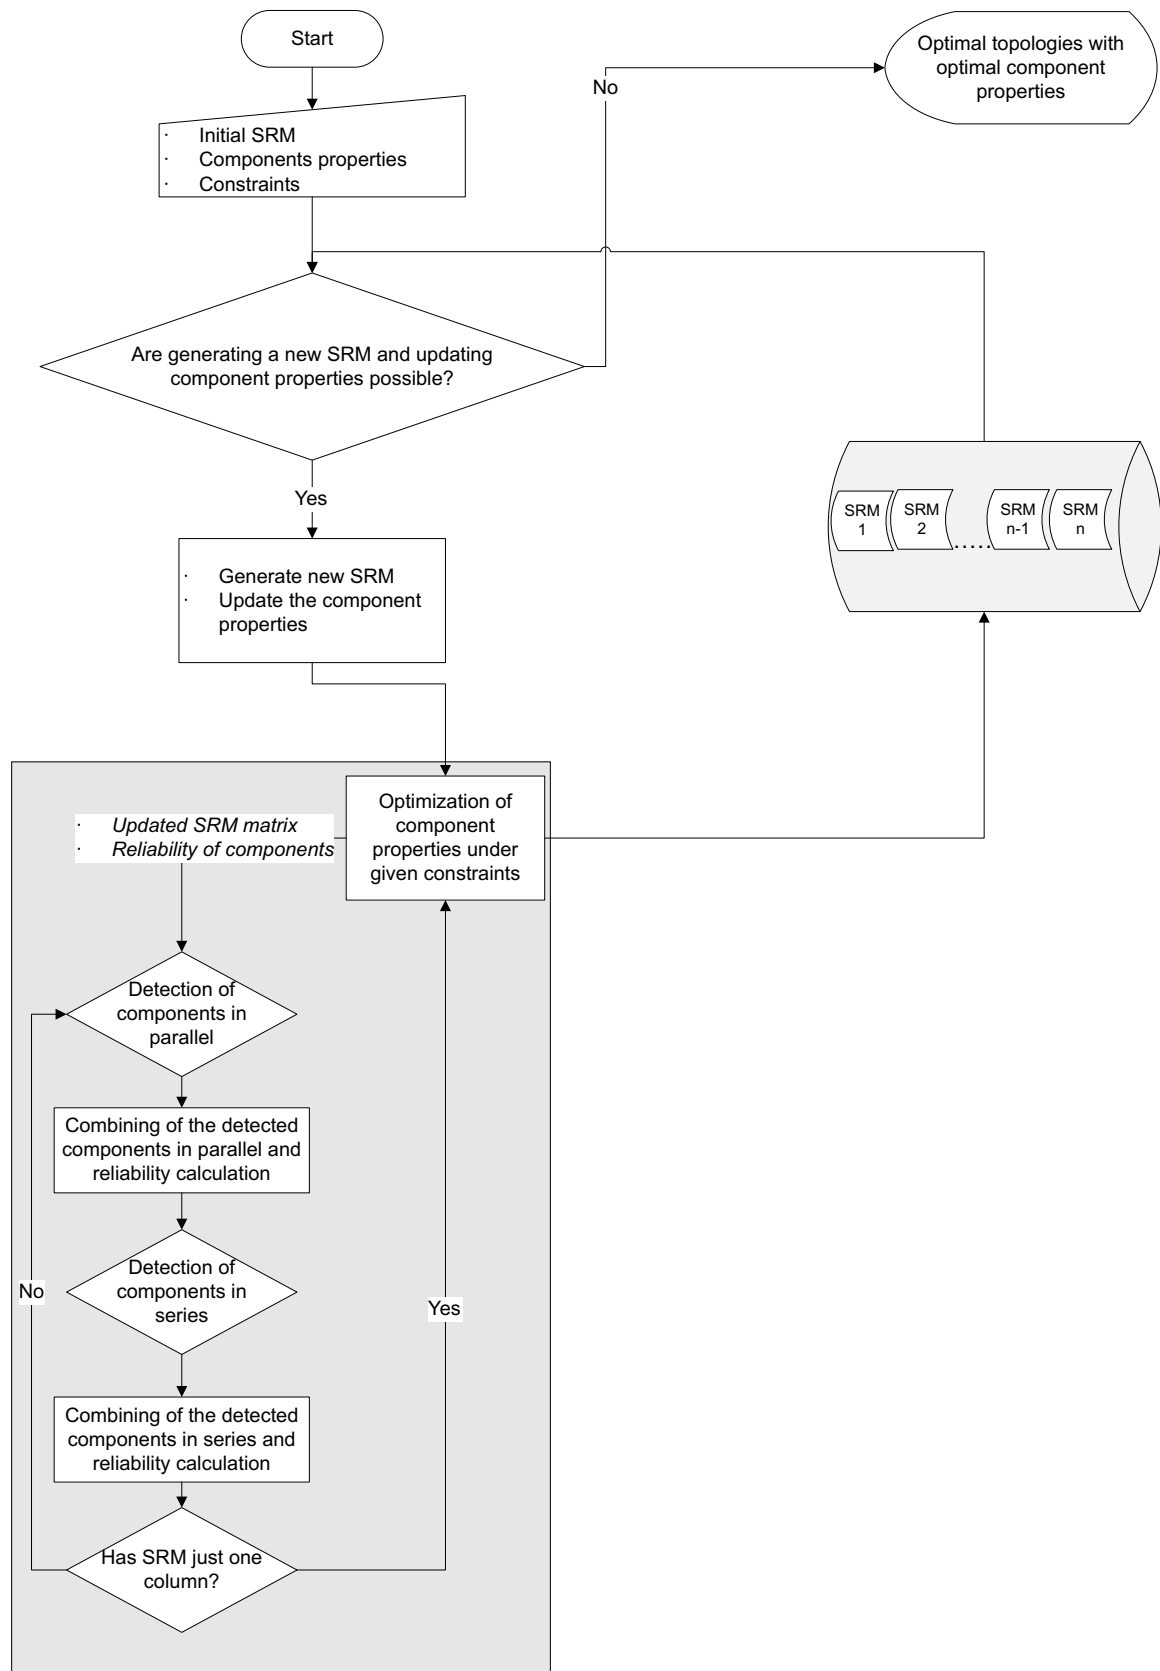 Start
Optimal topologies with
optimal component
properties
No
· Initial SRM
· Components properties
· Constraints
Are generating a new SRM and updating
component properties possible?
Yes
SRM
1
SRM
2
.....
SRM
n-1
SRM
n
· Generate new SRM
· Update the component
properties
Optimization of
component
properties under
given constraints
· Updated SRM matrix
· Reliability of components
Detection of
components in
parallel
Combining of the detected
components in parallel and
reliability calculation
Detection of
components in
series
No
Yes
Combining of the detected
components in series and
reliability calculation
Has SRM just one
column?